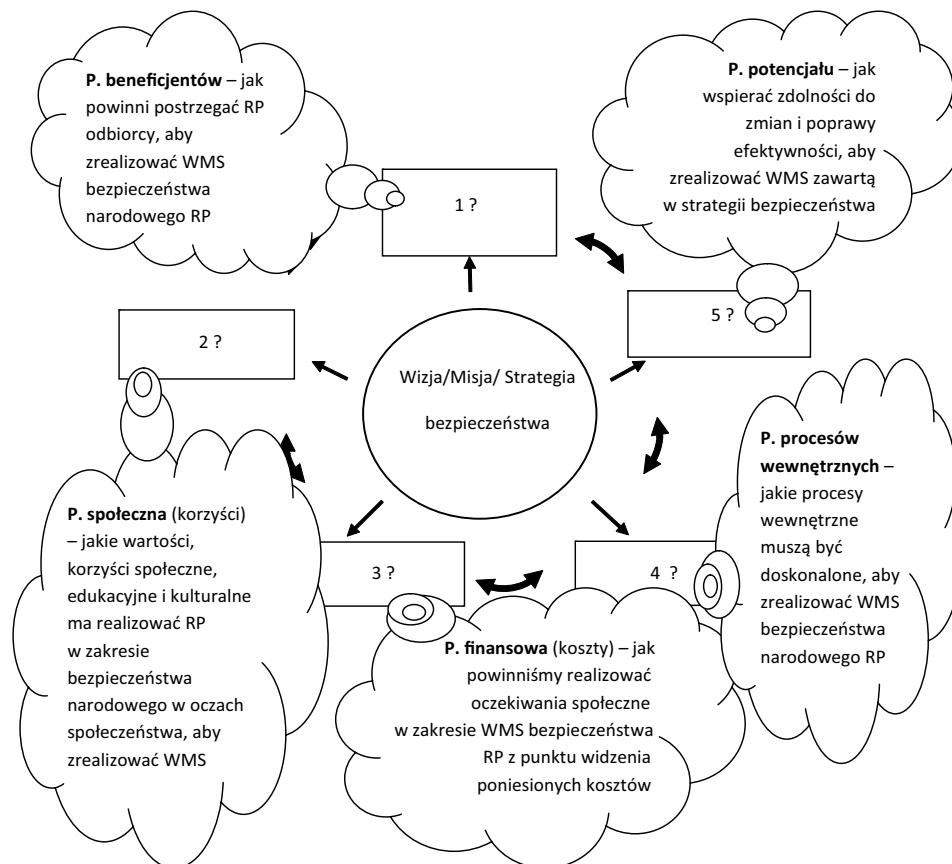 P. beneficjentów – jak
powinni postrzegać RP
odbiorcy, aby
zrealizować WMS
bezpieczeństwa
narodowego RP
P. potencjału – jak
wspierać zdolności do
zmian i poprawy
efektywności, aby
zrealizować WMS zawartą
w strategii bezpieczeństwa
1 ?
2 ?
5 ?
Wizja/Misja/ Strategia
bezpieczeństwa
P. społeczna (korzyści)
– jakie wartości,
korzyści społeczne,
edukacyjne i kulturalne
ma realizować RP
w zakresie
bezpieczeństwa
narodowego w oczach
społeczeństwa, aby
zrealizować WMS
3 ?
4 ?
P. procesów
wewnętrznych –
jakie procesy
wewnętrzne
muszą być
doskonalone, aby
zrealizować WMS
bezpieczeństwa
narodowego RP
P. finansowa (koszty) – jak
powinniśmy realizować
oczekiwania społeczne
w zakresie WMS bezpieczeństwa
RP z punktu widzenia
poniesionych kosztów